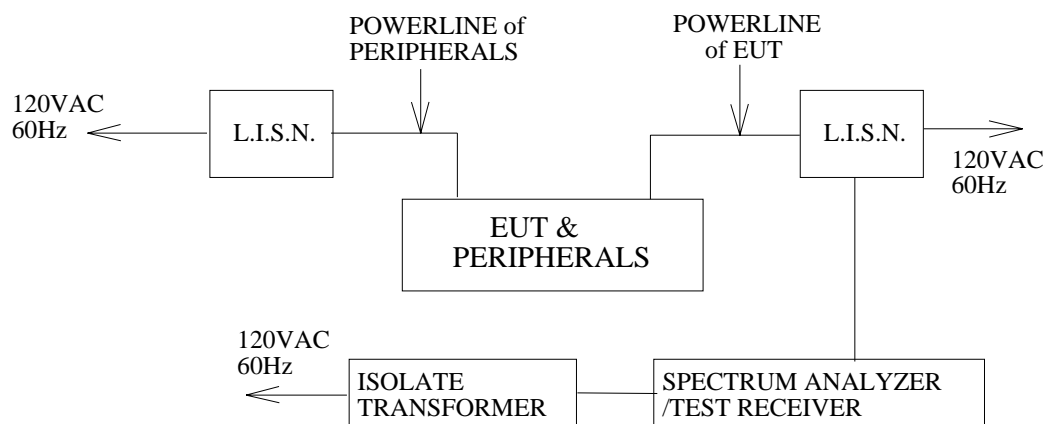 POWERLINE of
PERIPHERALS
POWERLINE
of EUT
120VAC
60Hz
L.I.S.N.
L.I.S.N.
120VAC
60Hz
EUT &
PERIPHERALS
120VAC
60Hz
ISOLATE
TRANSFORMER
SPECTRUM ANALYZER
/TEST RECEIVER